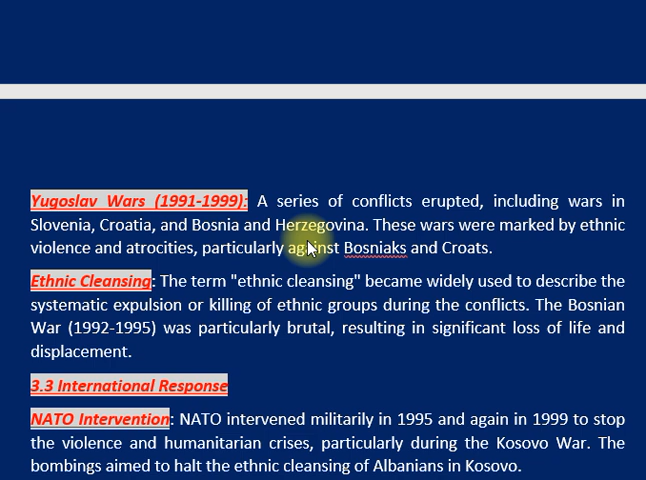 Yugoslav Wars (1991-1999): A series of conflicts erupted, including wars in
Slovenia, Croatia, and Bosnia and Herzegovina. These wars were marked by ethnic
violence and atrocities, particularly against Bosniaks and Croats.
Ethnic Cleansing: The term "ethnic cleansing" became widely used to describe the
systematic expulsion or killing of ethnic groups during the conflicts. The Bosnian
War (1992-1995) was particularly brutal, resulting in significant loss of life and
displacement.
3.3 International Response
NATO Intervention: NATO intervened militarily in 1995 and again in 1999 to stop
the violence and humanitarian crises, particularly during the Kosovo War. The
bombings aimed to halt the ethnic cleansing of Albanians in Kosovo.